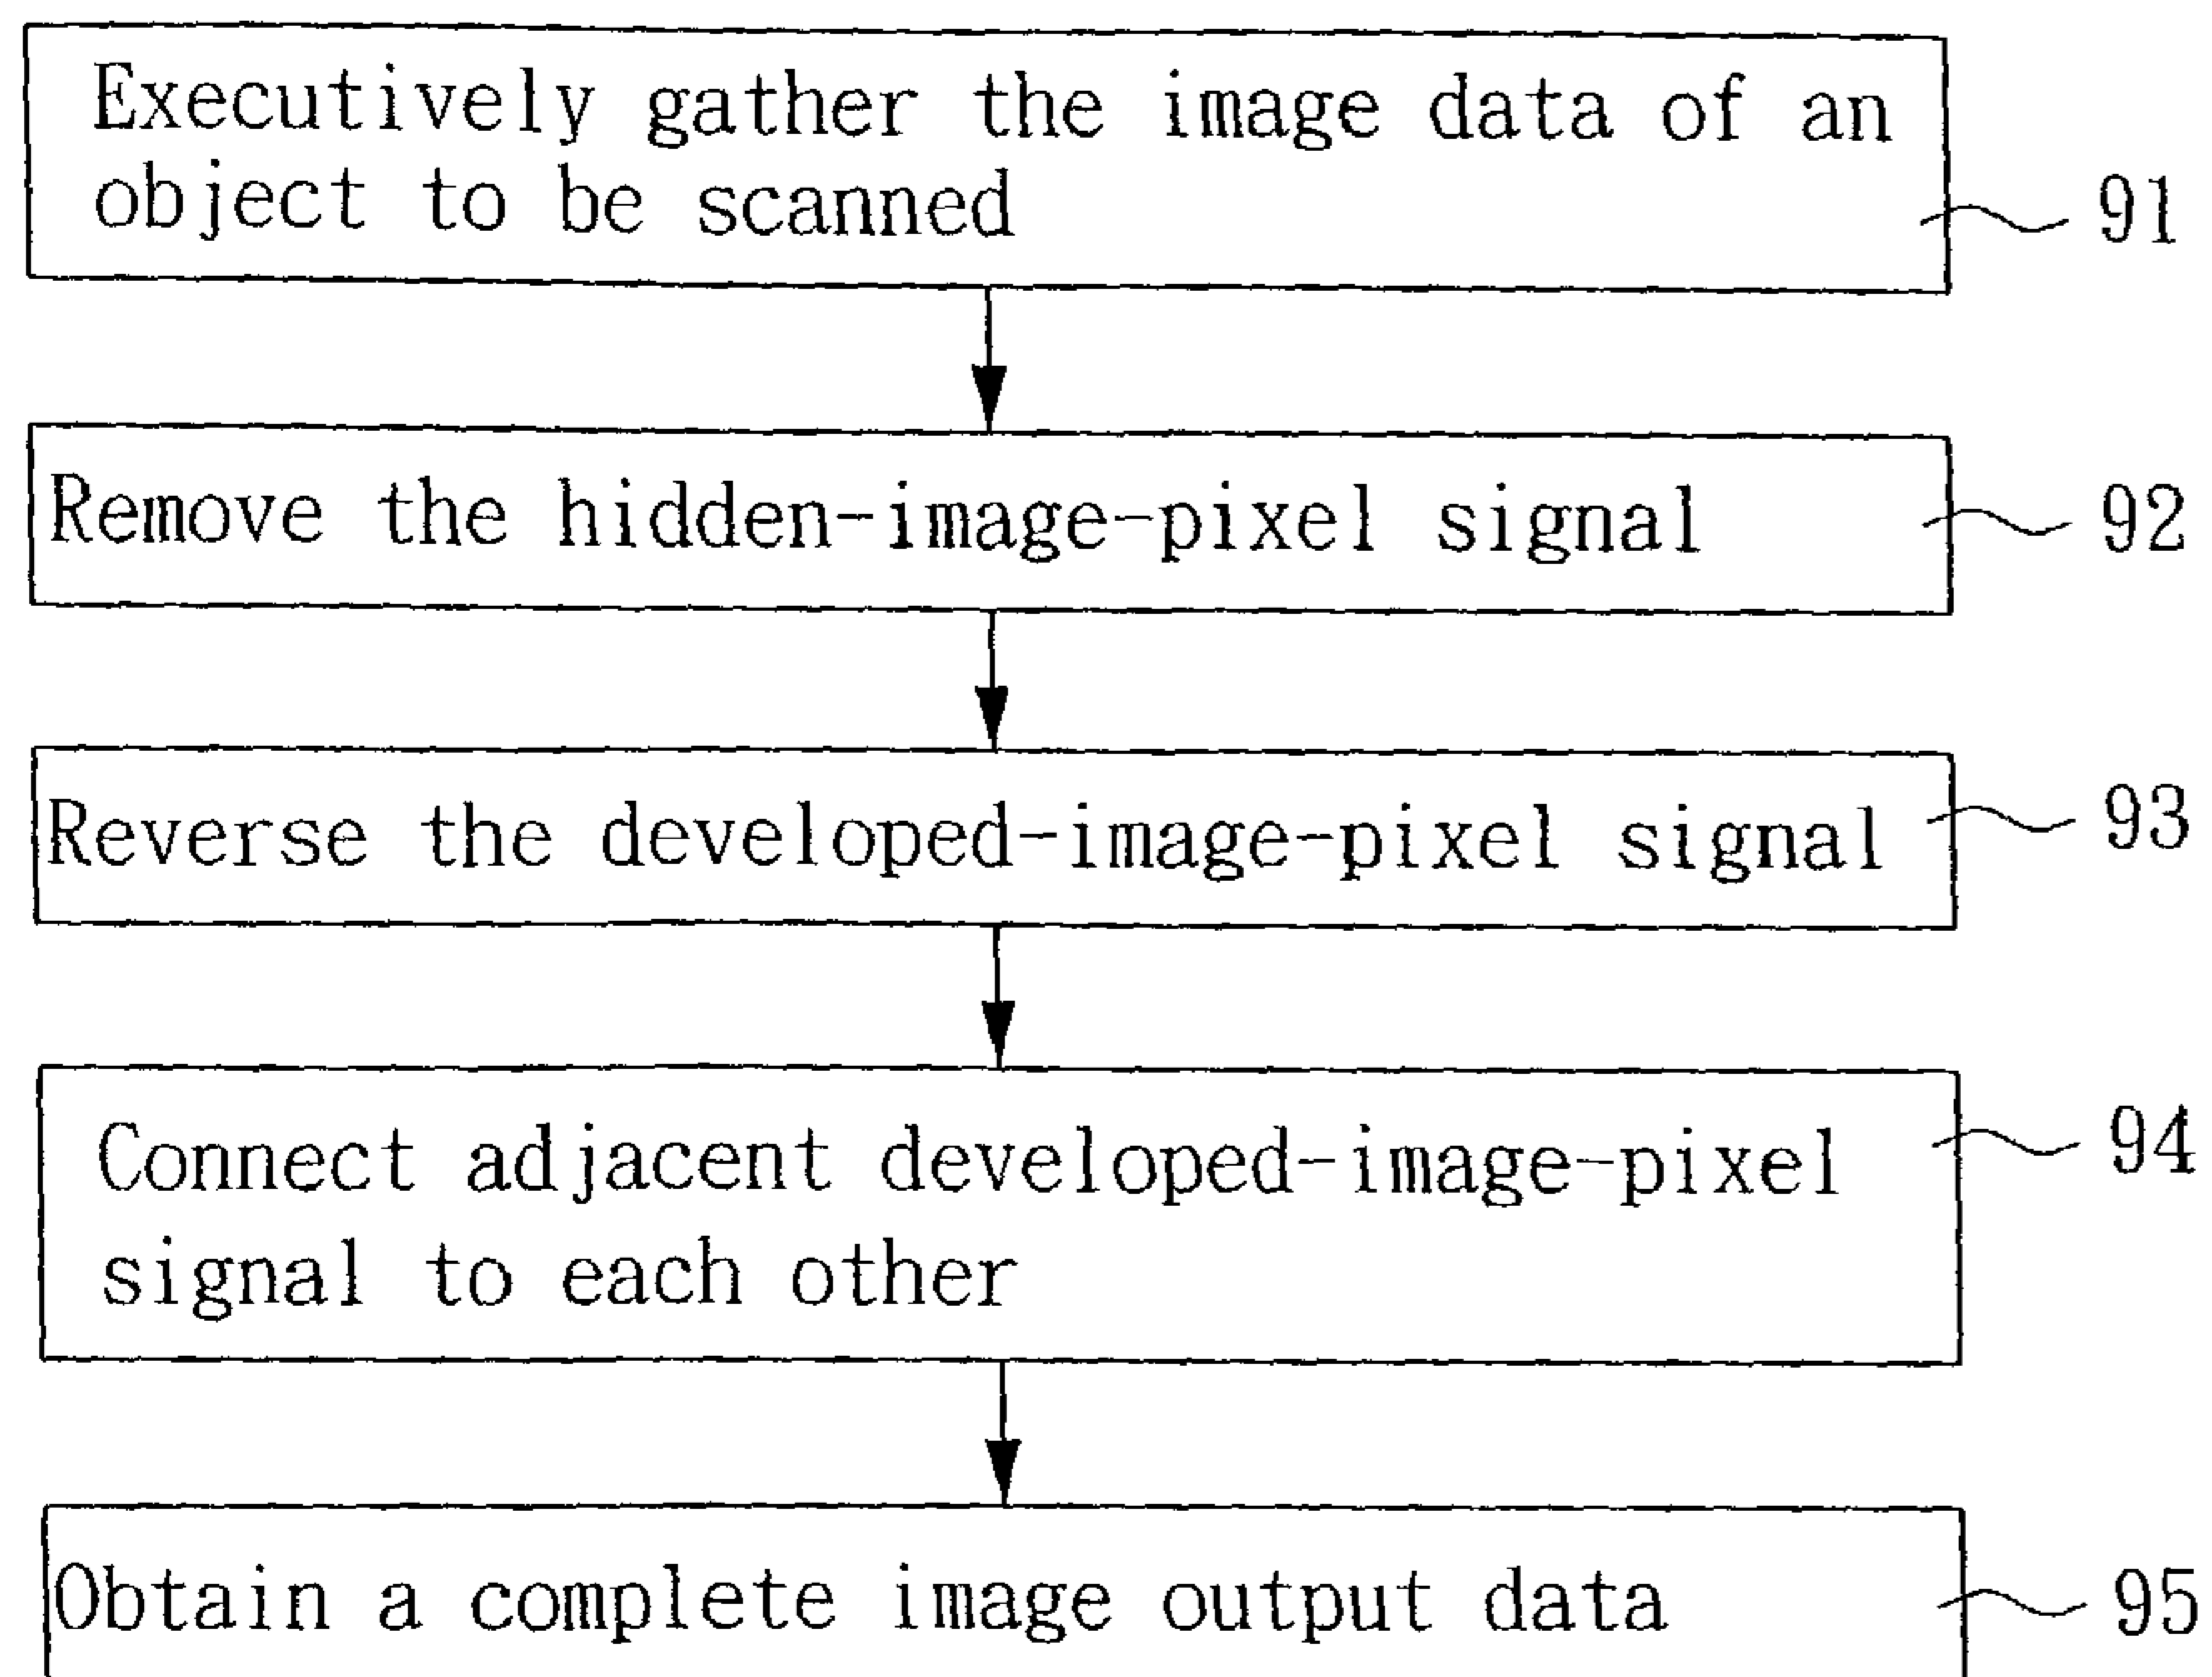 Executively gather the image data of an
object to be scanned
91
Remove the hidden-image-pixel signal
92
Reverse the developed-image-pixel signal
93
Connect adjacent developed-image-pixel
signal to each other
94
Obtain a complete image output data
95